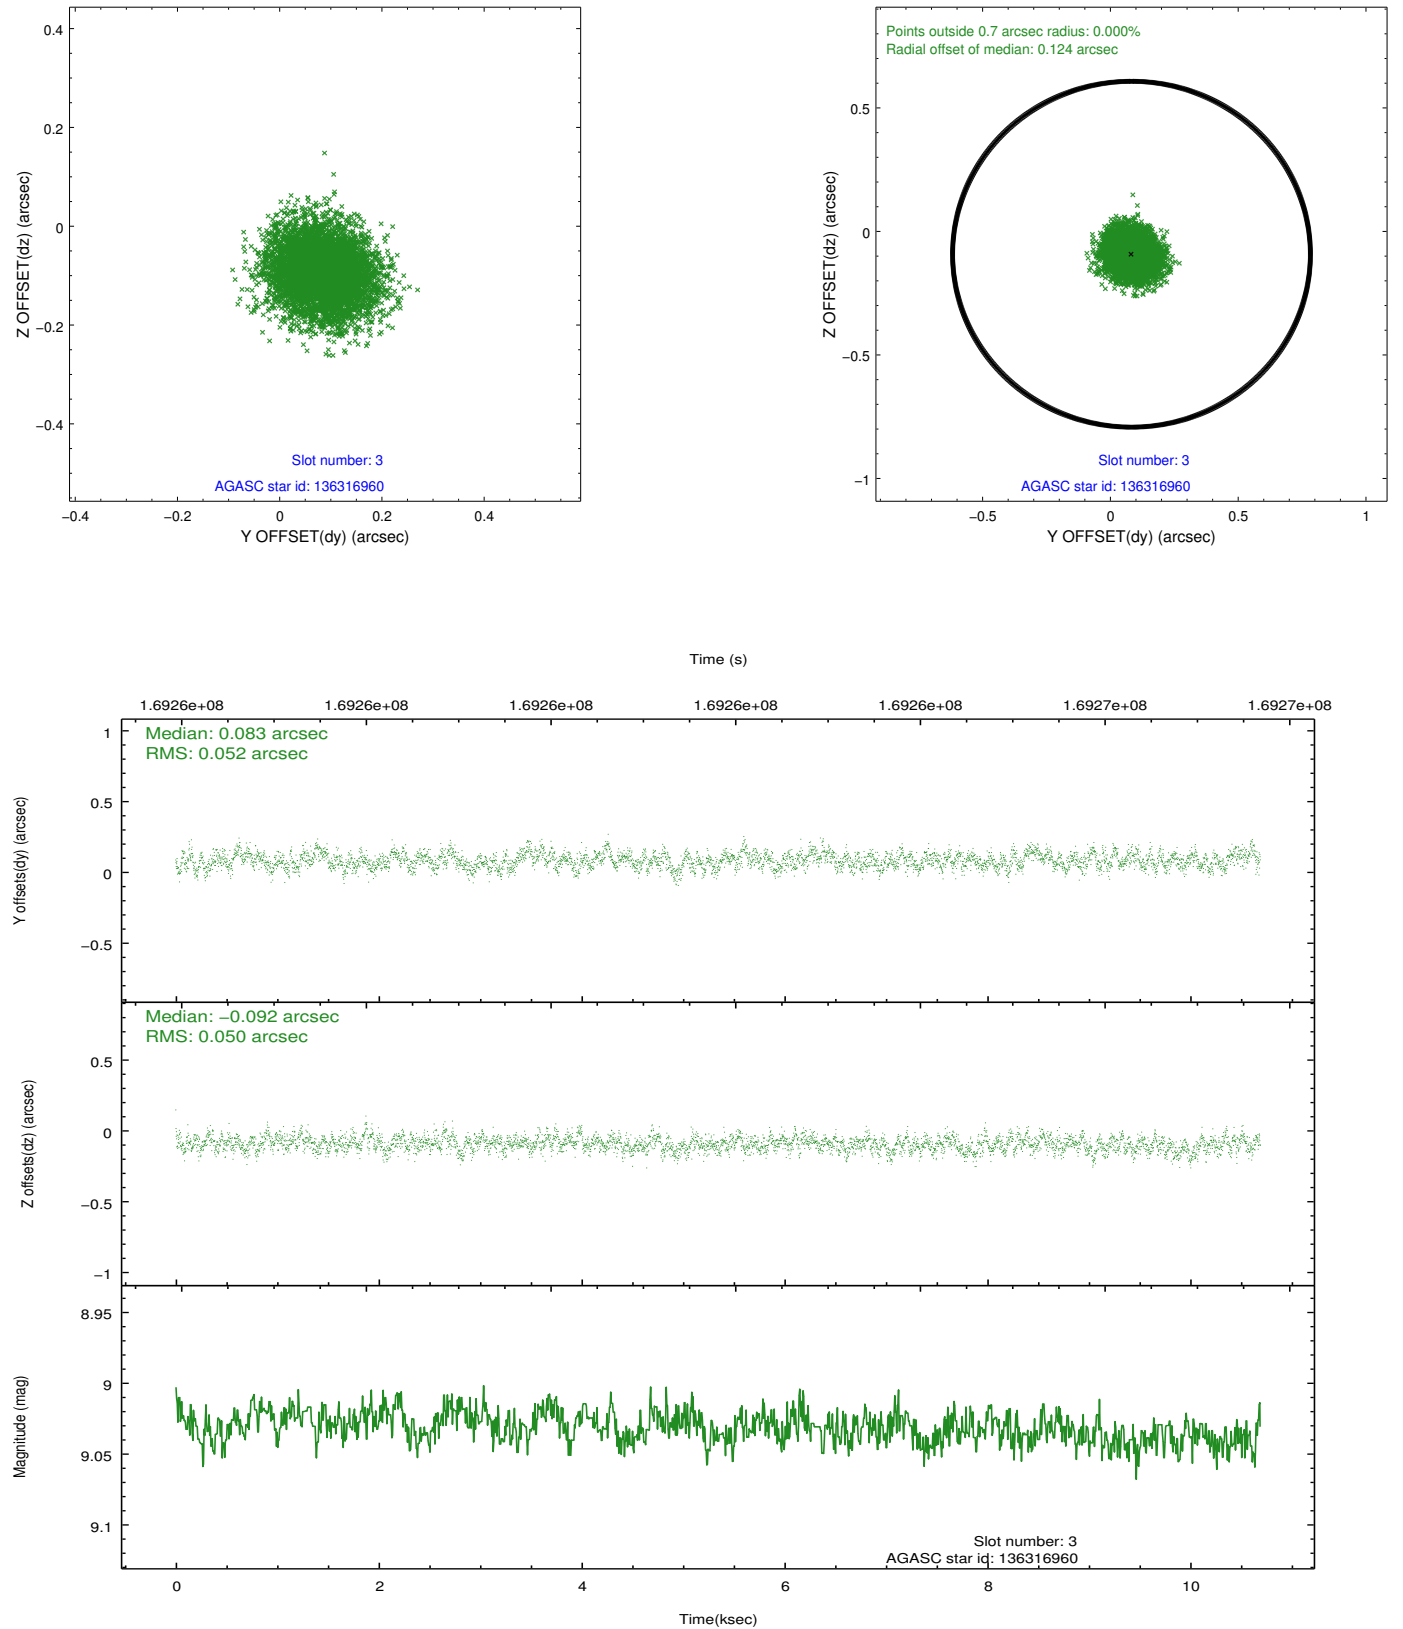 0.4
0.2
0
−0.2
−0.4
Z OFFSET(dz) (arcsec)
Slot number: 3
AGASC star id: 136316960
−0.4 −0.2 0 0.2 0.4
Y OFFSET(dy) (arcsec)
Points outside 0.7 arcsec radius: 0.000%
Radial offset of median: 0.124 arcsec
0.5
0
−0.5
−1
Z OFFSET(dz) (arcsec)
Slot number: 3
AGASC star id: 136316960
−0.5 0 0.5 1
Y OFFSET(dy) (arcsec)
Time (s)
1.6926e+08 1.6926e+08 1.6926e+08 1.6926e+08 1.6926e+08 1.6927e+08 1.6927e+08
Median: 0.083 arcsec
RMS: 0.052 arcsec
1
0.5
0
−0.5
Y offsets(dy) (arcsec)
Median: −0.092 arcsec
RMS: 0.050 arcsec
0.5
0
−0.5
−1
Z offsets(dz) (arcsec)
8.95
9
9.05
9.1
Magnitude (mag)
Slot number: 3
AGASC star id: 136316960
0 2 4 6 8 10
Time(ksec)